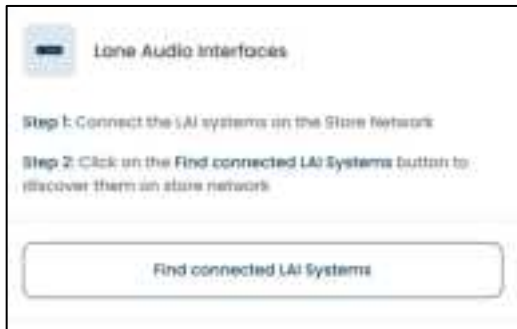 Lane Audio Interfaces
Step 1: Connect the LAI systems on the Store Network
Step 2: Click on the Find connected LAI Systems button to
discover them on store network
Find connected LAI Systems